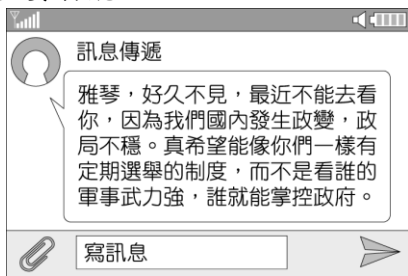 訊息傳遞
雅琴，好久不見，最近不能去看
你，因為我們國內發生政變，政
局不穩。真希望能像你們一樣有
定期選舉的制度，而不是看誰的
軍事武力強，誰就能掌控政府。
寫訊息